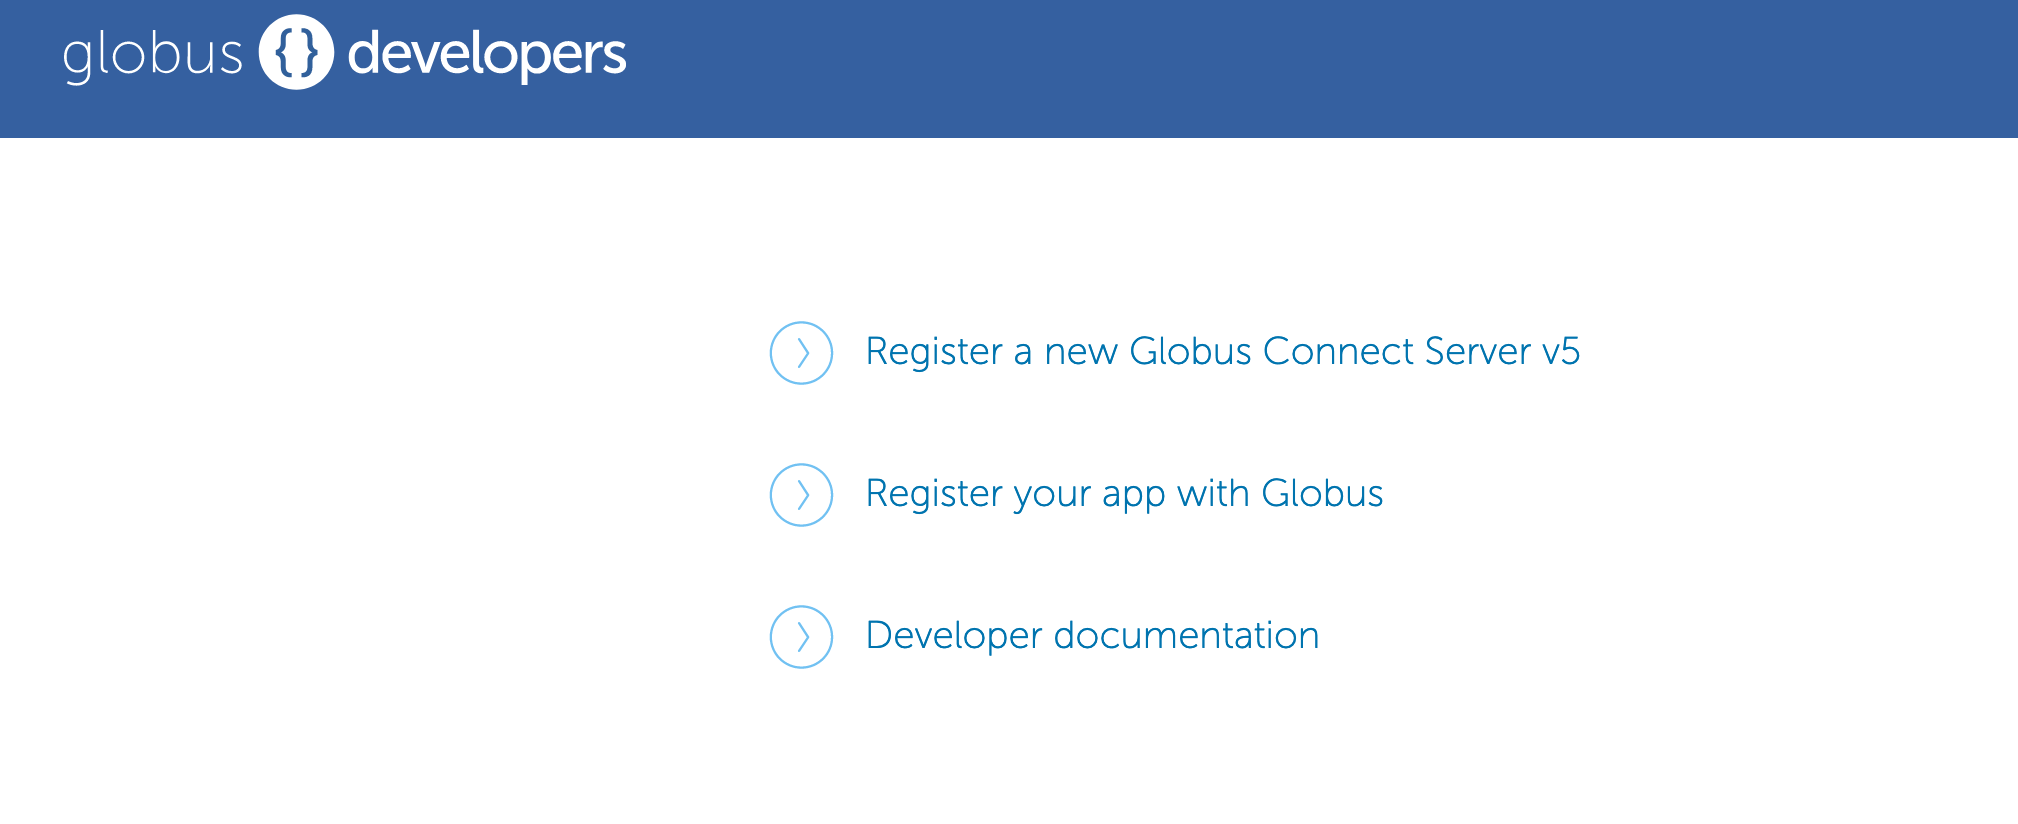 globus {} developers
Register a new Globus Connect Server v5
Register your app with Globus
Developer documentation